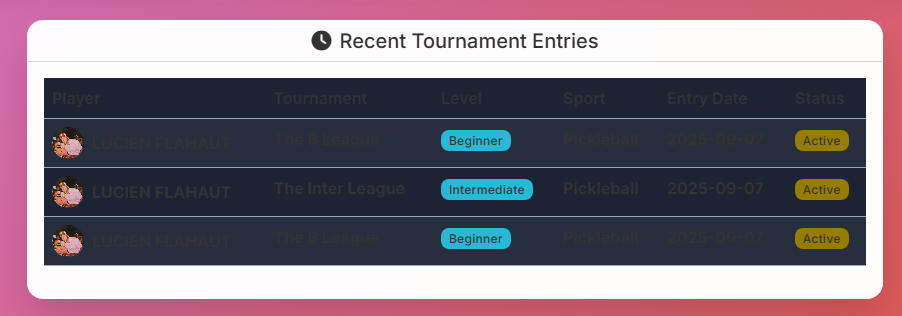 Recent Tournament Entries
Player Tournament Level Sport Entry Date Status
LUCIEN FLAHAUT The B League Beginner Pickleball 2025-09-07 Active
LUCIEN FLAHAUT The Inter League Intermediate Pickleball 2025-09-07 Active
LUCIEN FLAHAUT The B League Beginner Pickleball 2025-09-07 Active